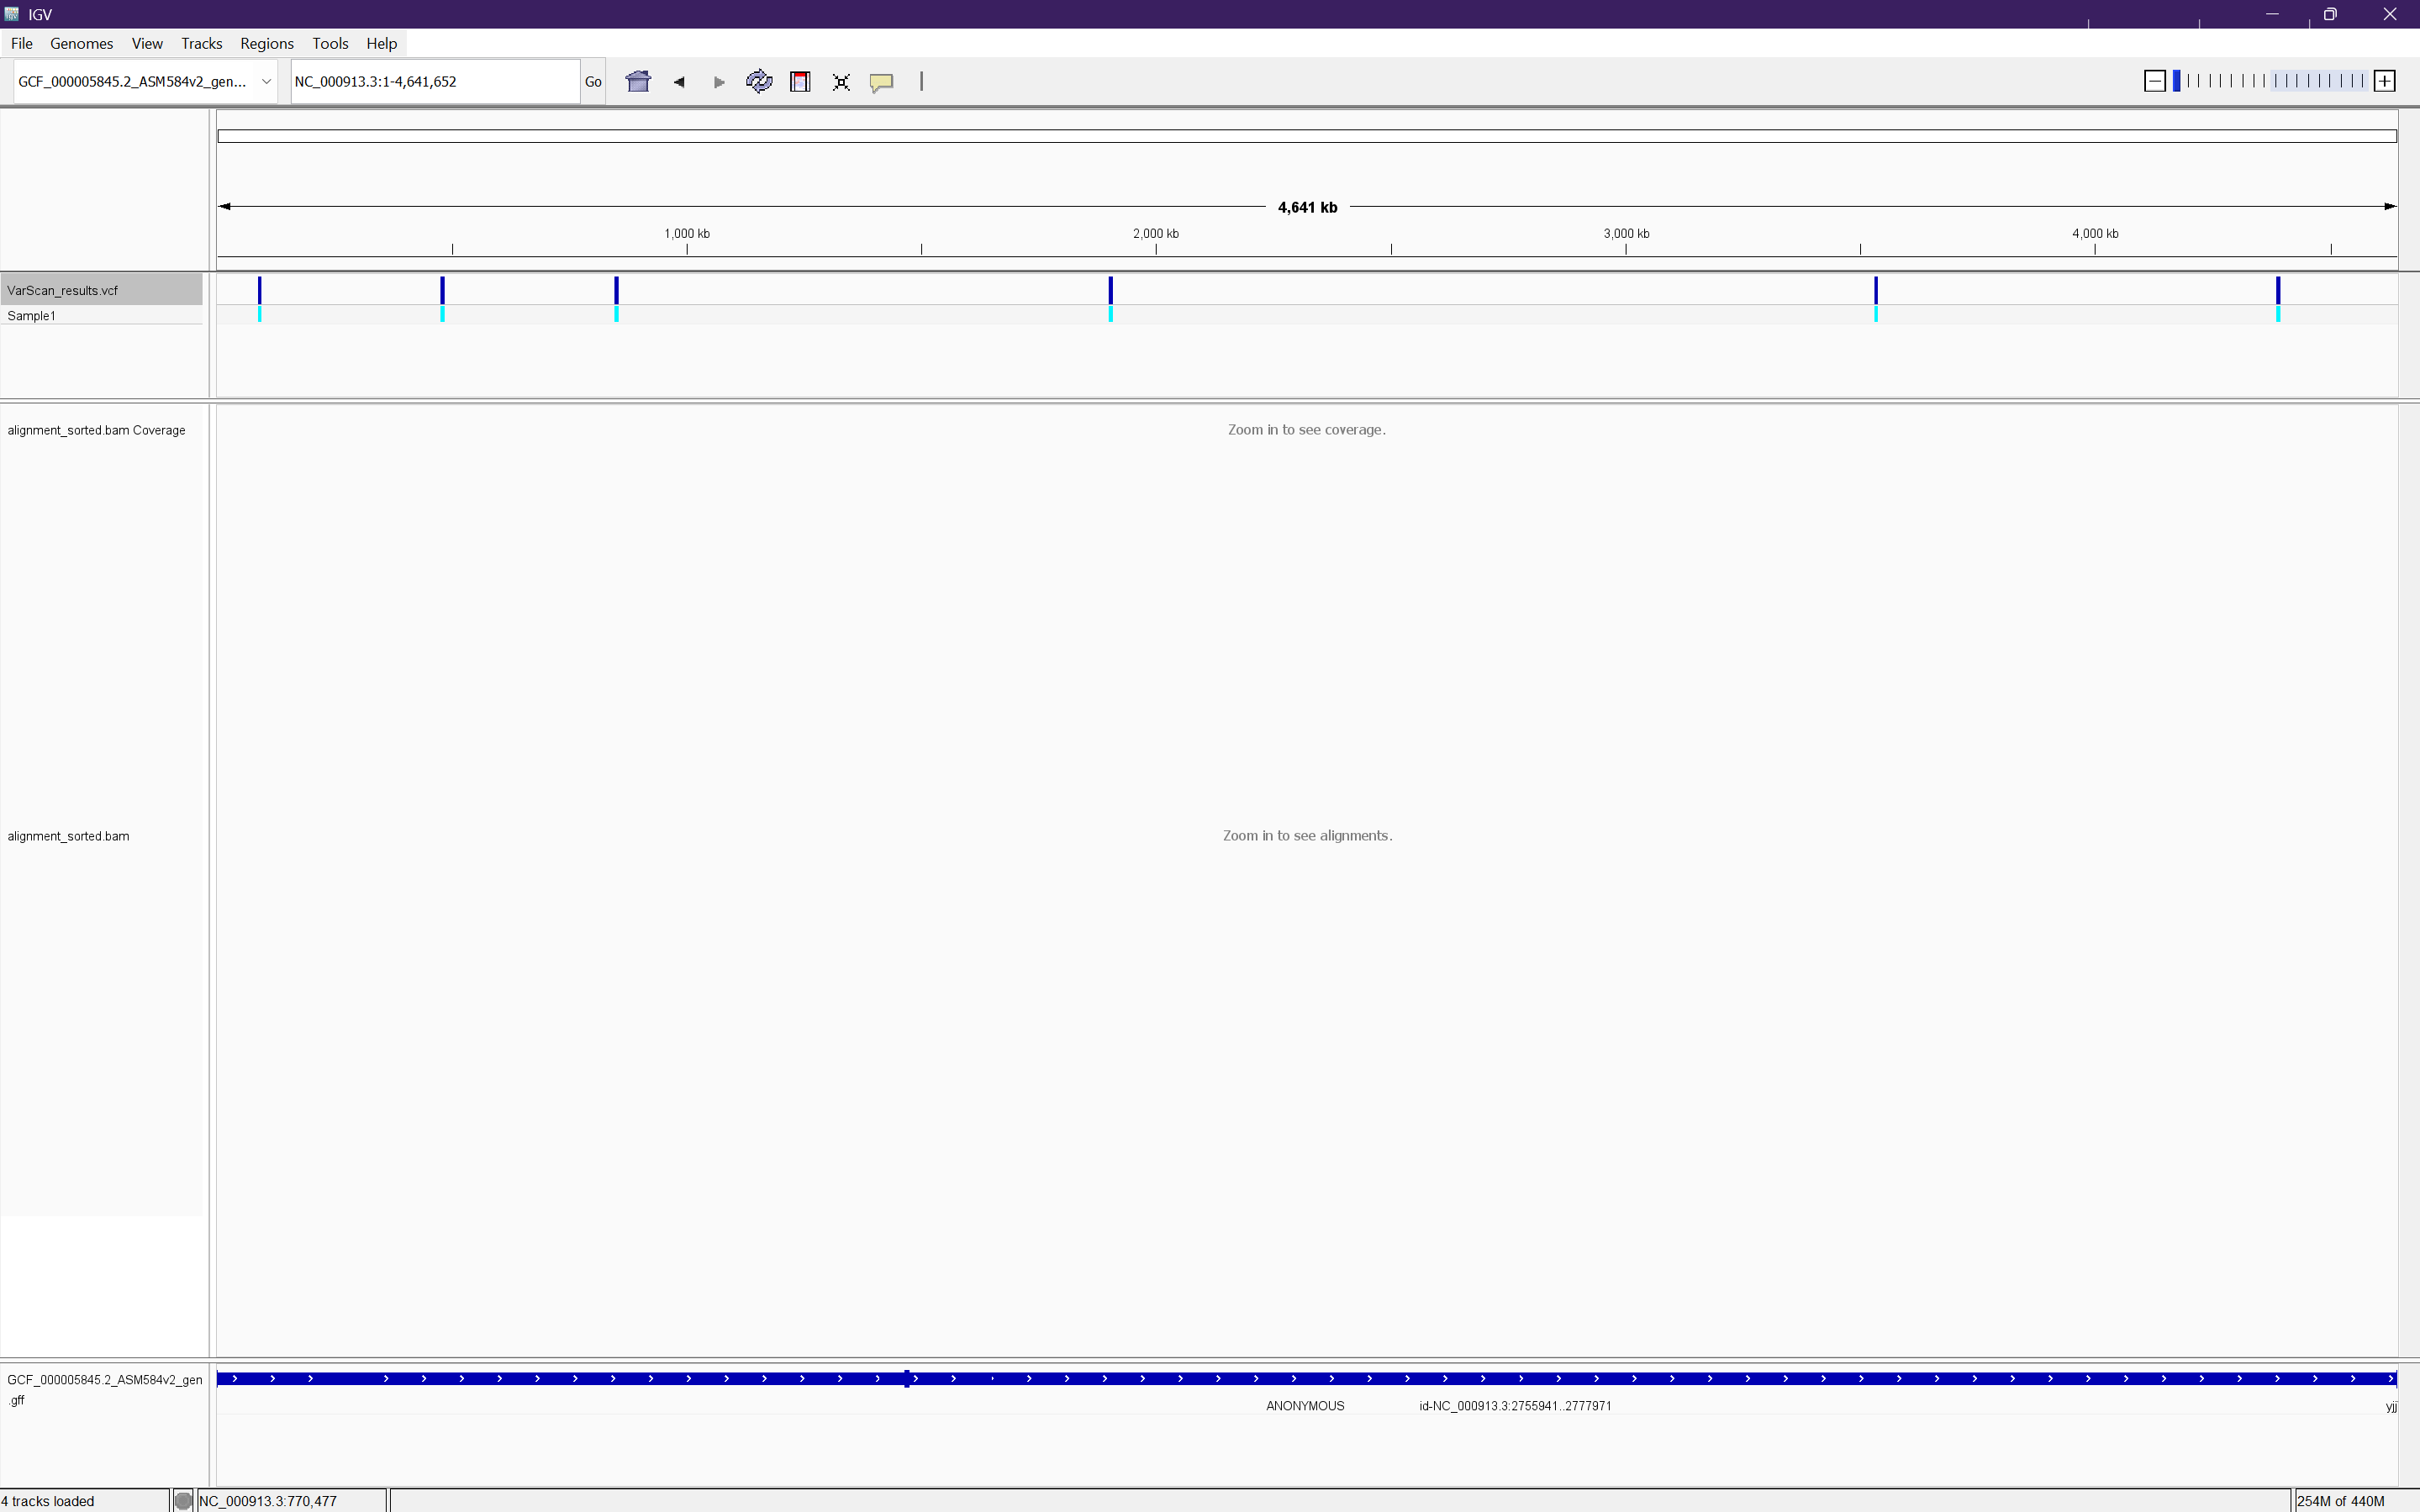 IGV
File Genomes View Tracks Regions Tools Help
GCF_000005845.2_ASM584v2_gen... NC_000913.3:1-4,641,652 Go
4,641 kb
1,000 kb 2,000 kb 3,000 kb 4,000 kb
VarScan_results.vcf
Sample1
alignment_sorted.bam Coverage Zoom in to see coverage.
alignment_sorted.bam Zoom in to see alignments.
GCF_000005845.2_ASM584v2_gen
.gff
ANONYMOUS id-NC_000913.3:2755941..2777971 yjj
4 tracks loaded NC_000913.3:770,477 254M of 440M